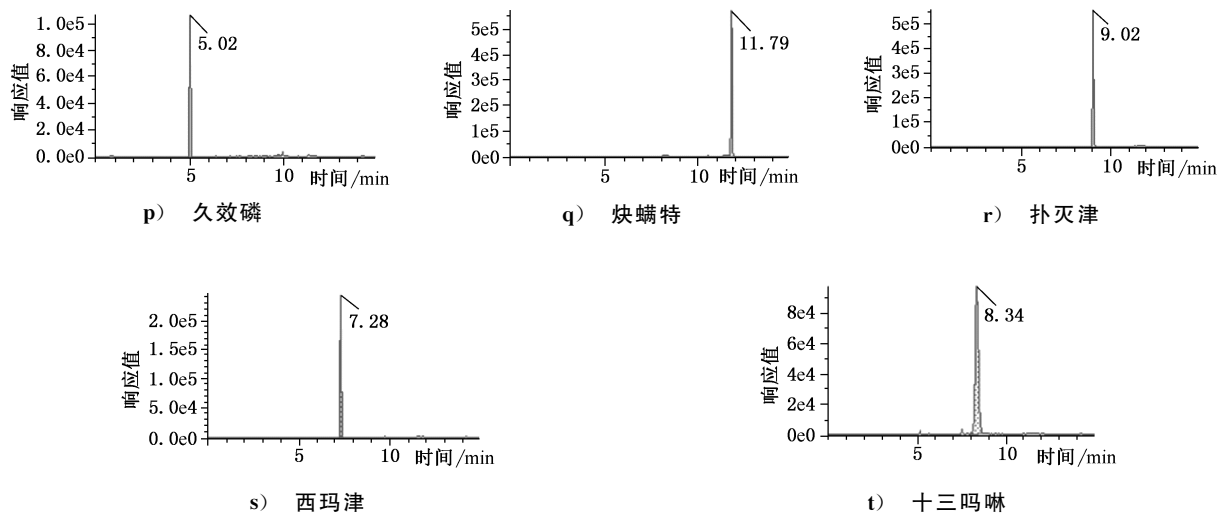 响应值
1.0e5
8.0e4
6.0e4
4.0e4
2.0e4
0.0e0
5.02
5
10
时间/min
p) 久效磷
响应值
5e5
4e5
3e5
2e5
1e5
0e0
11.79
5
10
时间/min
q) 炔螨特
响应值
5e5
4e5
3e5
2e5
1e5
0e0
9.02
5
10
时间/min
r) 扑灭津
响应值
2.0e5
1.5e5
1.0e5
5.0e4
0.0e0
7.28
5
10
时间/min
s) 西玛津
响应值
8e4
6e4
4e4
2e4
0e0
8.34
5
10
时间/min
t) 十三吗啉